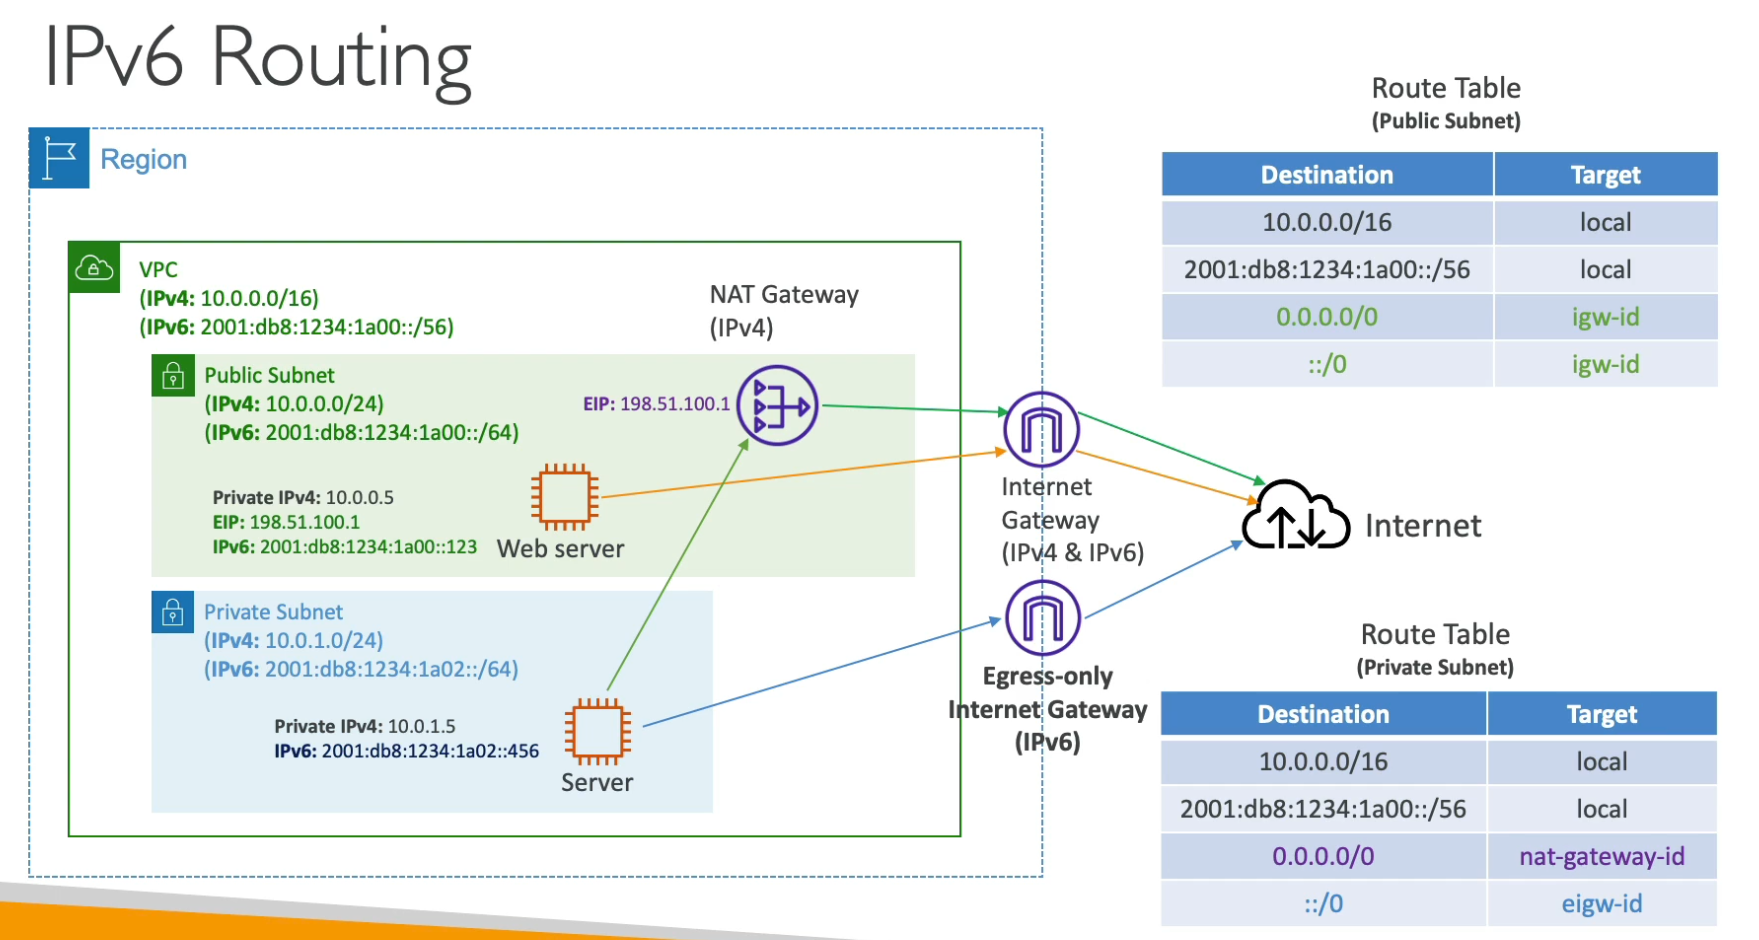 IPv6 Routing
Region
VPC
(IPv4: 10.0.0.0/16)
(IPv6: 2001:db8:1234:1a00::/56)
NAT Gateway
(IPv4)
Public Subnet
(IPv4: 10.0.0.0/24)
(IPv6: 2001:db8:1234:1a00::/64)
EIP: 198.51.100.1
Private IPv4: 10.0.0.5
EIP: 198.51.100.1
IPv6: 2001:db8:1234:1a00::123
Web server
Internet
Gateway
(IPv4 & IPv6)
Internet
Private Subnet
(IPv4: 10.0.1.0/24)
(IPv6: 2001:db8:1234:1a02::/64)
Private IPv4: 10.0.1.5
IPv6: 2001:db8:1234:1a02::456
Server
Egress-only
Internet Gateway
(IPv6)
Route Table
(Public Subnet)
Destination Target
10.0.0.0/16 local
2001:db8:1234:1a00::/56 local
0.0.0.0/0 igw-id
::/0 igw-id
Route Table
(Private Subnet)
Destination Target
10.0.0.0/16 local
2001:db8:1234:1a00::/56 local
0.0.0.0/0 nat-gateway-id
::/0 eigw-id